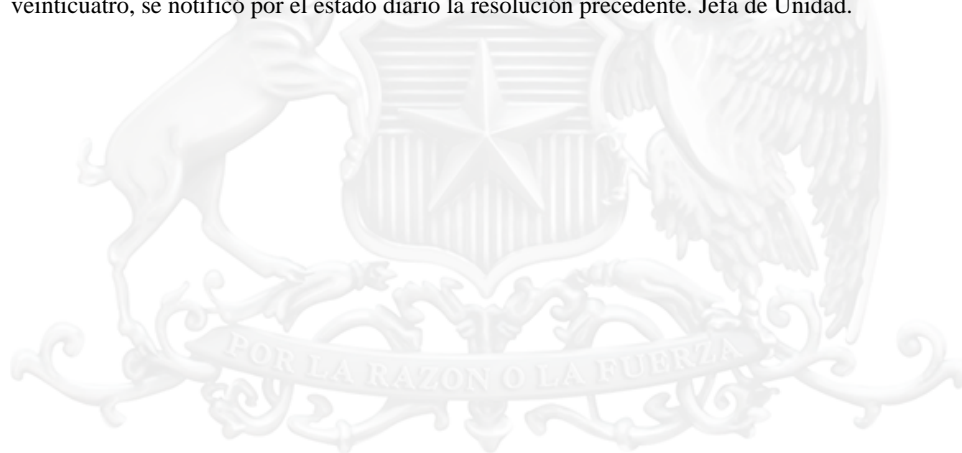 veinticuatro, se notificó por el estado diario la resolución precedente. Jefa de Unidad.
POR LA RAZON O LA FUERZA